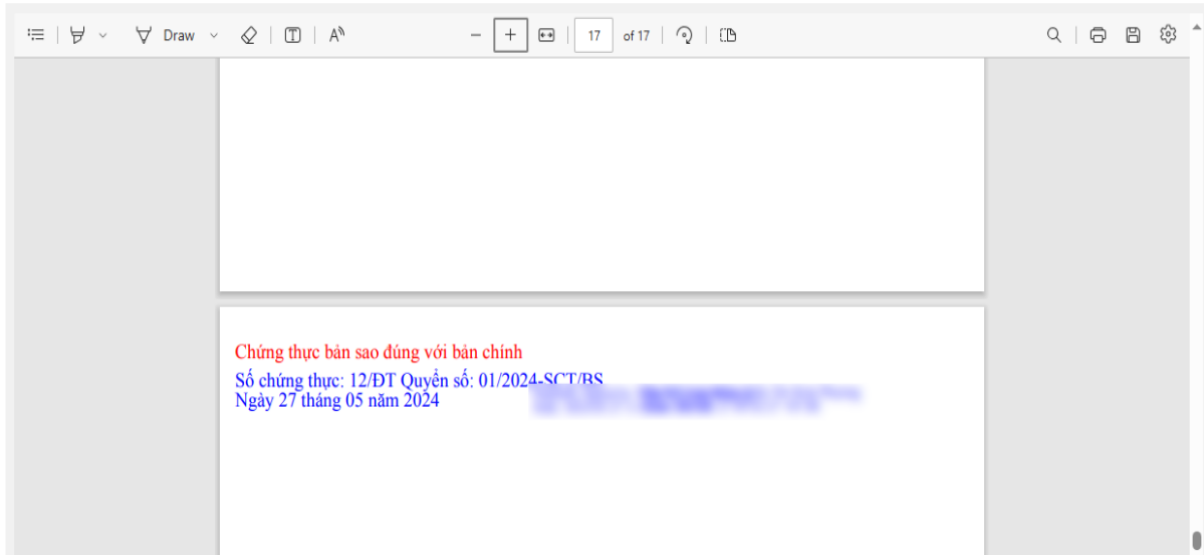 Draw
17 of 17
Chứng thực bản sao đúng với bản chính
Số chứng thực: 12/ĐT Quyển số: 01/2024-SCT/BS
Ngày 27 tháng 05 năm 2024